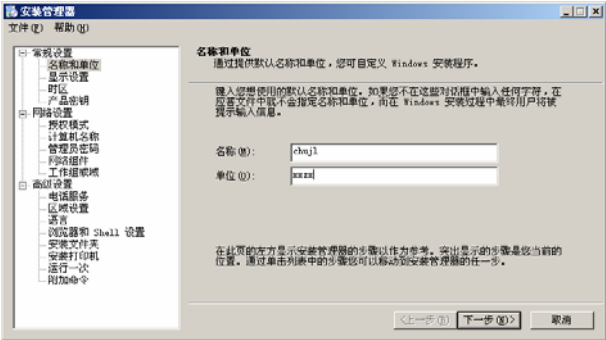 安装管理器
文件(F) 帮助(H)
常规设置
名称和单位
显示设置
时区
产品密钥
网络设置
授权模式
计算机名称
管理员密码
网络组件
工作组或域
高级设置
电话服务
区域设置
语言
浏览器和 Shell 设置
安装文件夹
安装打印机
运行一次
附加命令
名称和单位
通过提供默认名称和单位，您可自定义 Windows 安装程序。
键入您想使用的默认名称和单位。如果您不在这些对话框中输入任何字符，在
应答文件中就不会指定名称和单位，而在 Windows 安装过程中最终用户将被
提示输入信息。
名称(M):
chujl
单位(O):
xxzx
在此页的左方显示安装管理器的步骤以作为参考。突出显示的步骤是您当前的
位置。通过单击列表中的步骤您可以移动到安装管理器的任一步。
<上一步(B) 下一步(N)> 取消